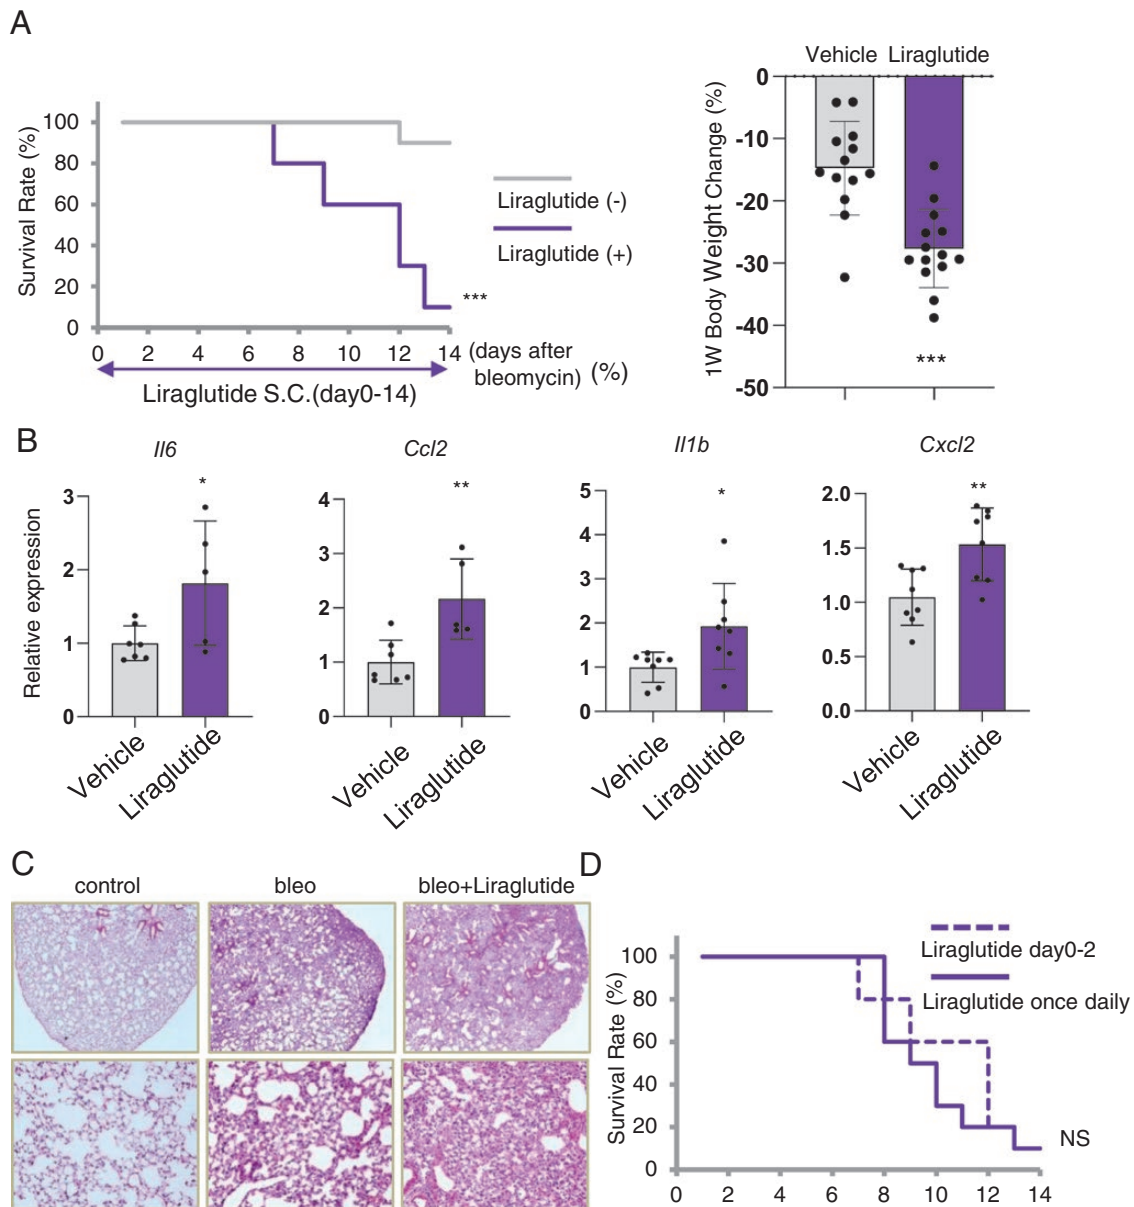 A
Survival Rate (%)
100
80
60
40
20
0
0 2 4 6 8 10 12 14
(days after
bleomycin)
Liraglutide S.C.(day0-14)
Liraglutide (-)
Liraglutide (+)
***
(%)
Vehicle Liraglutide
1W Body Weight Change (%)
0
-10
-20
-30
-40
-50
***
B
Relative expression
Il6
3
2
1
0
*
Vehicle
Liraglutide
Ccl2
4
3
2
1
0
**
Vehicle
Liraglutide
Il1b
5
4
3
2
1
0
*
Vehicle
Liraglutide
Cxcl2
2.0
1.5
1.0
0.5
0.0
**
Vehicle
Liraglutide
C
control
bleo
bleo+Liraglutide
D
Liraglutide day0-2
Liraglutide once daily
Survival Rate (%)
100
80
60
40
20
0
0 2 4 6 8 10 12 14
NS